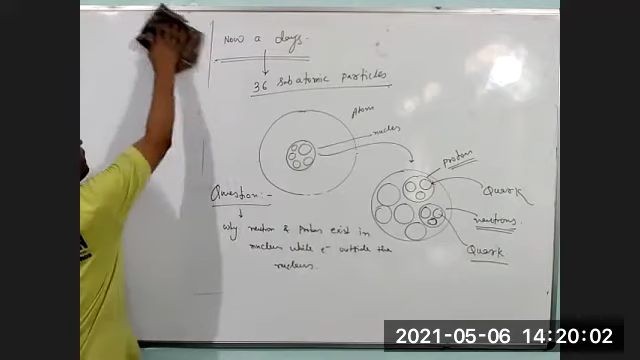 Now a days
36 Subatomic particles
Atom
nucleus
proton
Quark
neutrons
Quark
Question:-
why neutron & proton exist in
nucleus while e⁻ outside the
nucleus.
2021-05-06 14:20:02